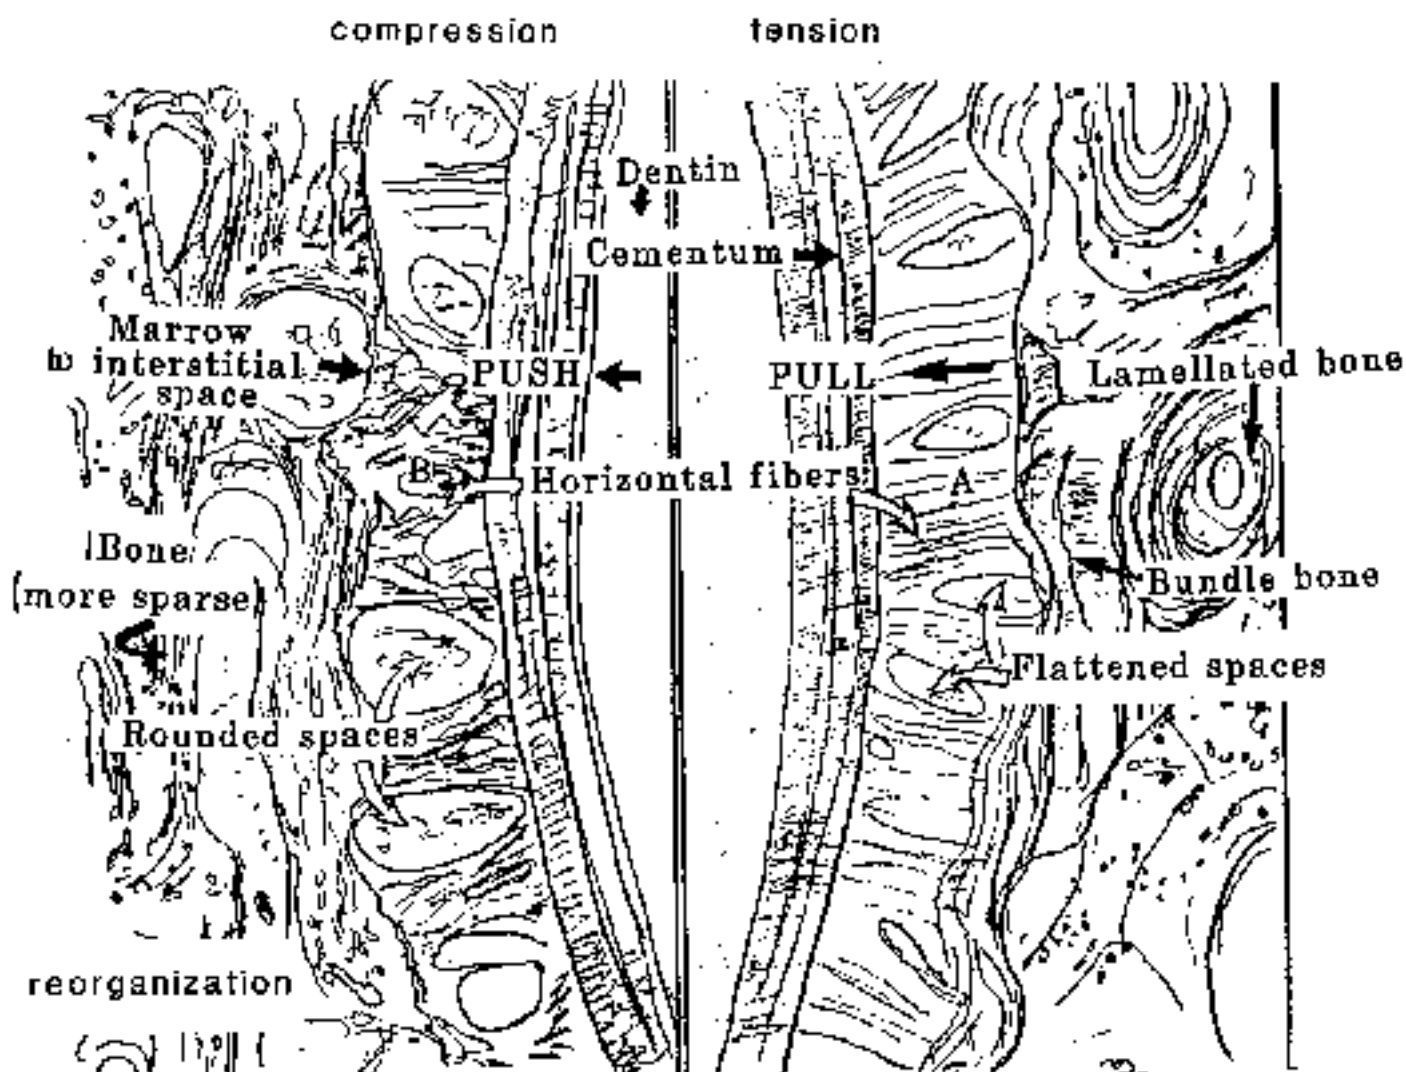 compression tension
Dentin
Cementum
Marrow
to interstitial
space
PUSH
PULL
Lamellated bone
B
Horizontal fibers
A
Bone
(more sparse)
Bundle bone
Flattened spaces
Rounded spaces
reorganization